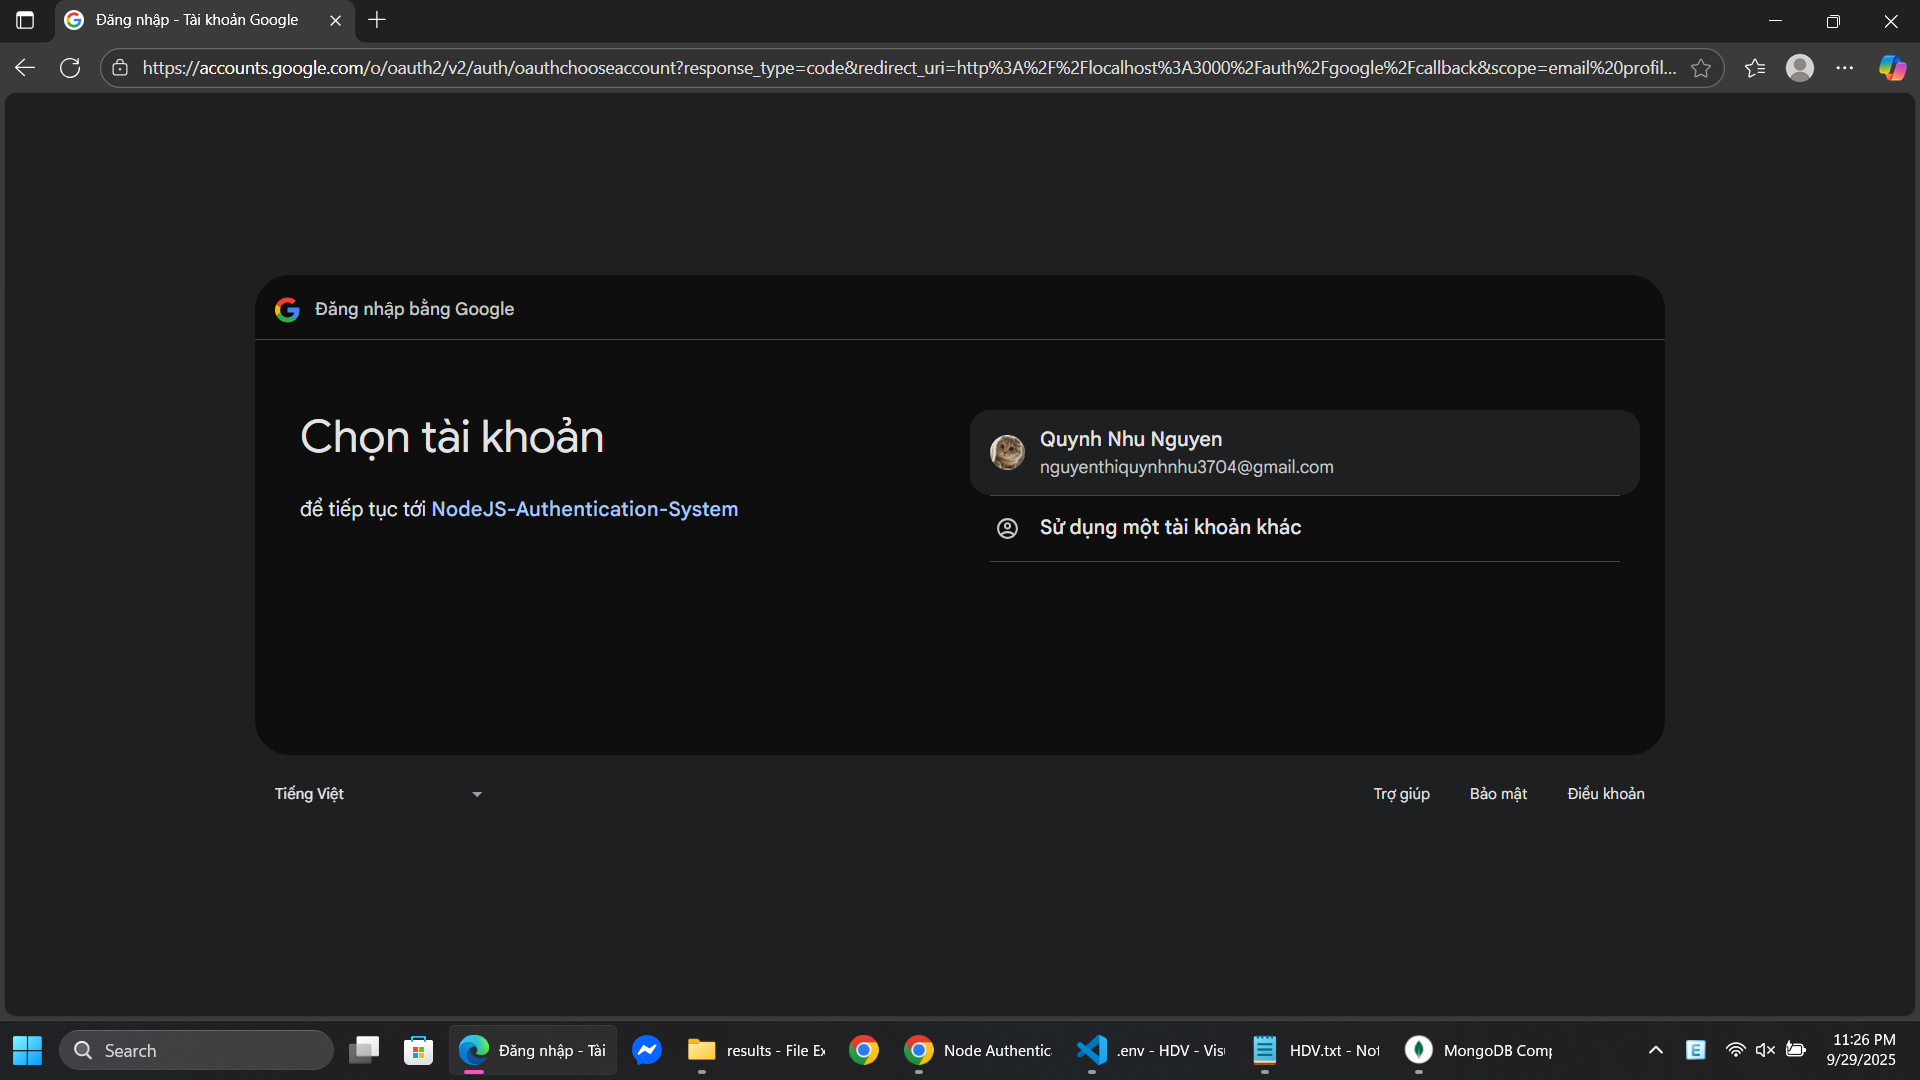 Đăng nhập - Tài khoản Google
https://accounts.google.com/o/oauth2/v2/auth/oauthchooseaccount?response_type=code&redirect_uri=http%3A%2F%2Flocalhost%3A3000%2Fauth%2Fgoogle%2Fcallback&scope=email%20profil...
Đăng nhập bằng Google
Chọn tài khoản
để tiếp tục tới NodeJS-Authentication-System
Quynh Nhu Nguyen
nguyenthiquynhnhu3704@gmail.com
Sử dụng một tài khoản khác
Tiếng Việt
Trợ giúp
Bảo mật
Điều khoản
Search
Đăng nhập - Tài
results - File Ex
Node Authentic
.env - HDV - Vis
HDV.txt - Not
MongoDB Comp
E
11:26 PM
9/29/2025